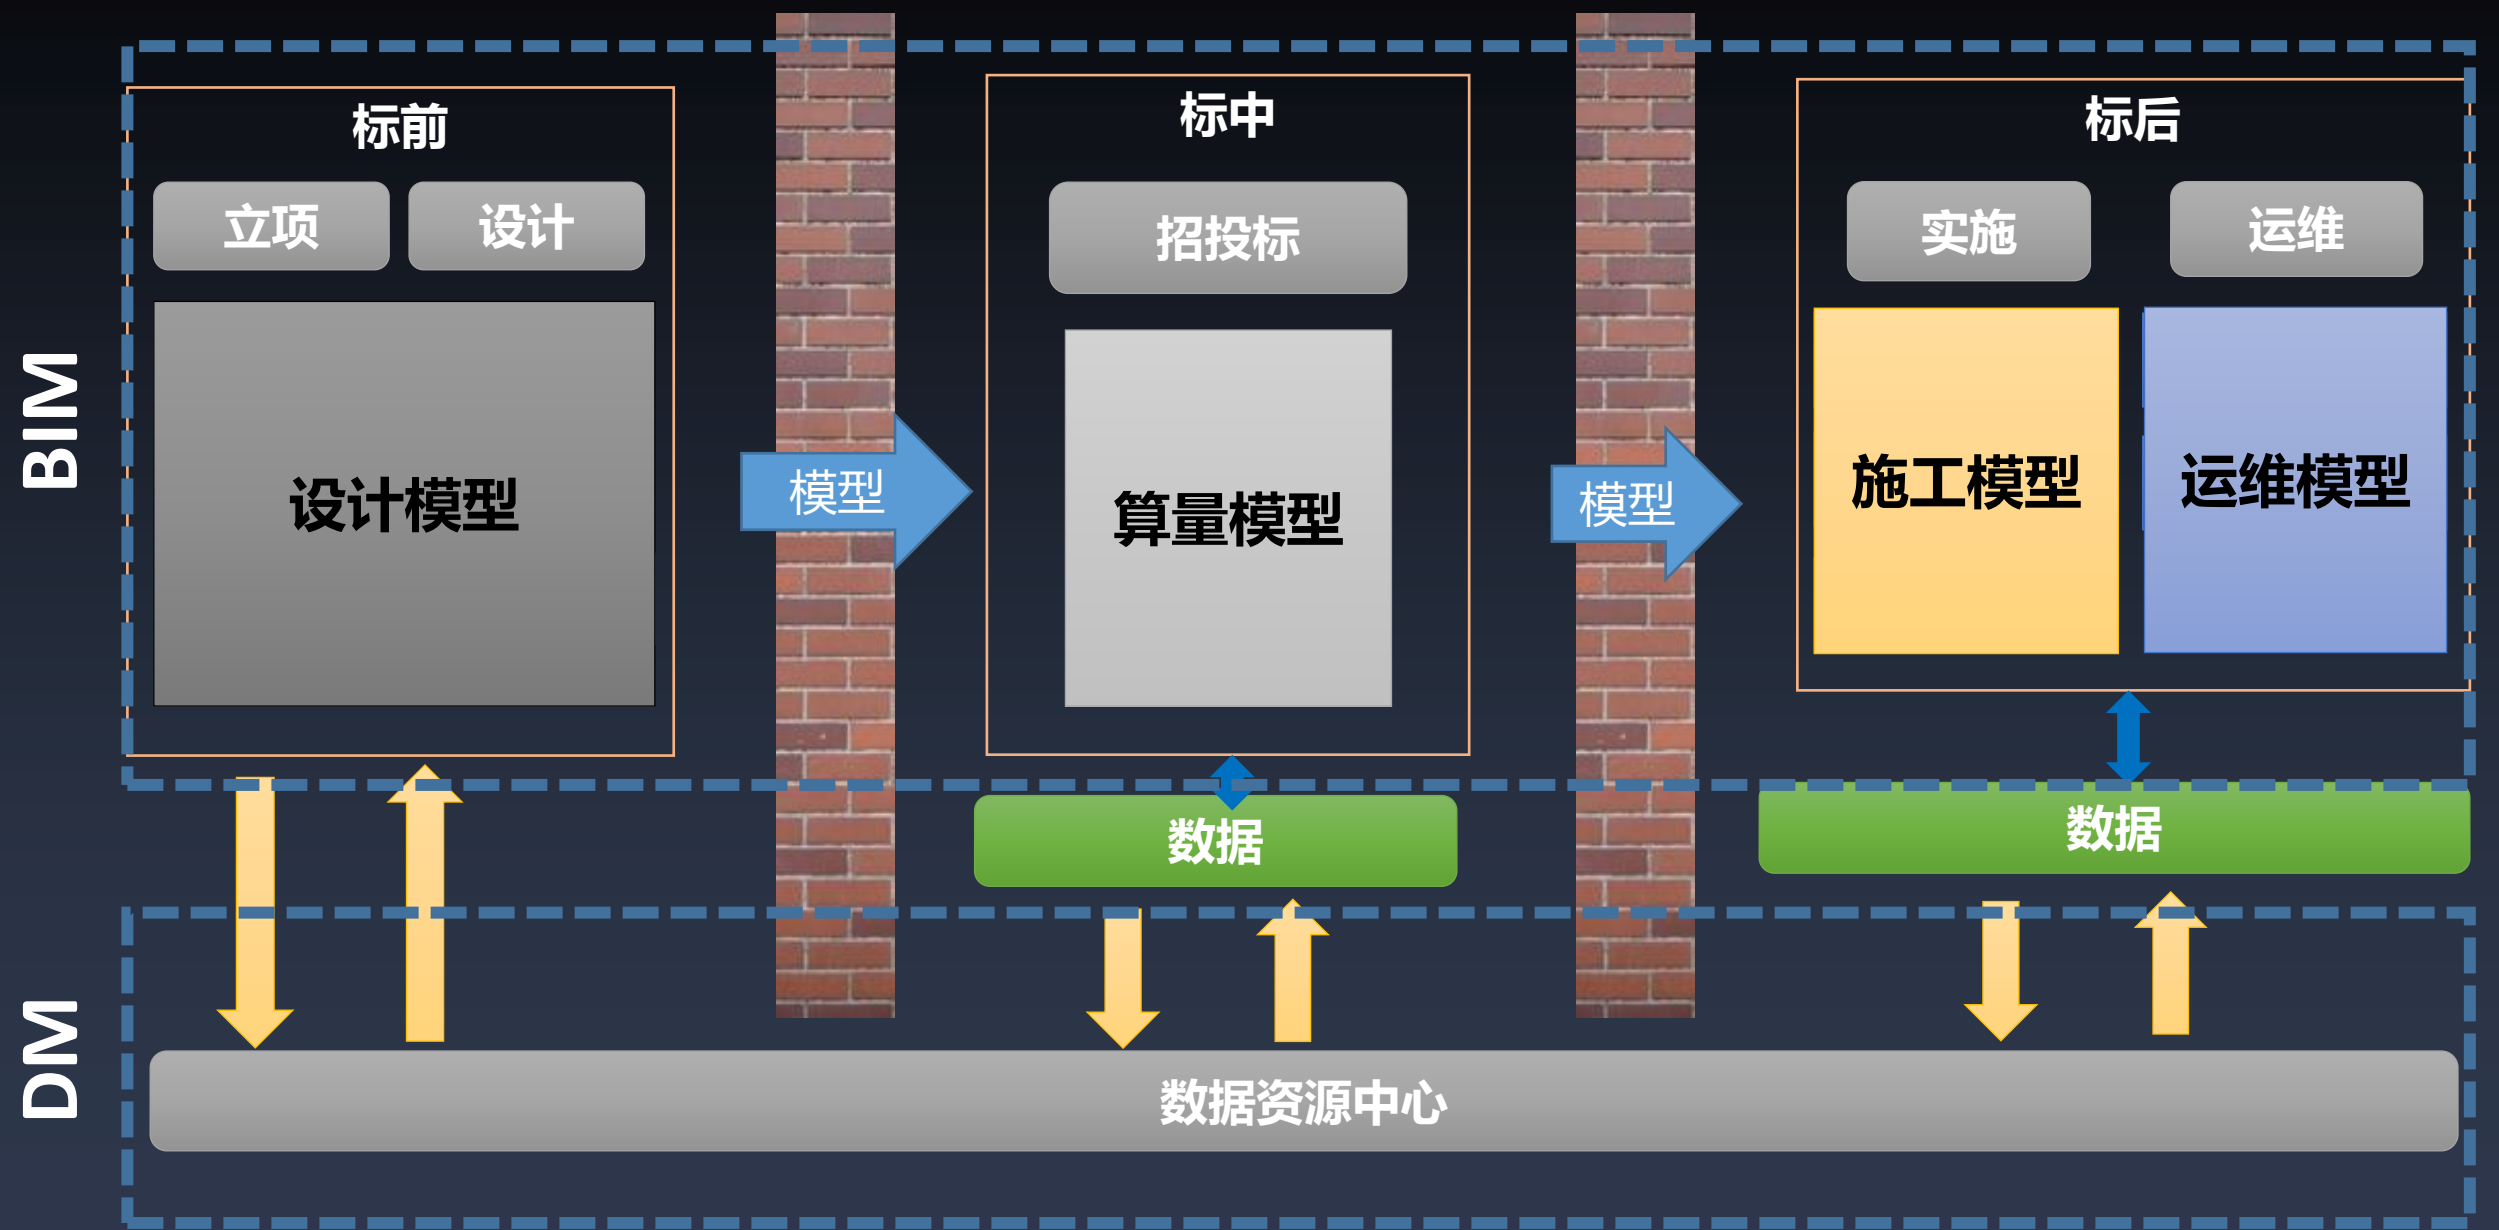 标前
标中
标后
立项
设计
招投标
实施
运维
BIM
设计模型
模型
算量模型
模型
施工模型
运维模型
数据
数据
DM
数据资源中心